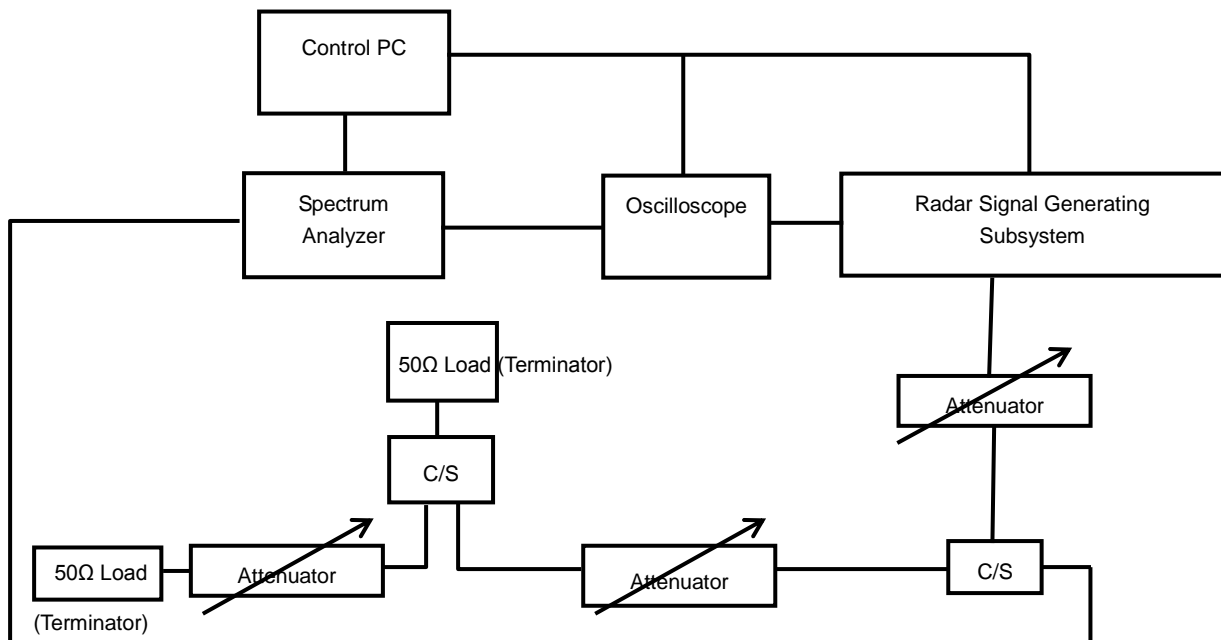 Control PC
Spectrum
Analyzer
Oscilloscope
Radar Signal Generating
Subsystem
50Ω Load (Terminator)
Attenuator
C/S
50Ω Load
(Terminator)
Attenuator
Attenuator
C/S